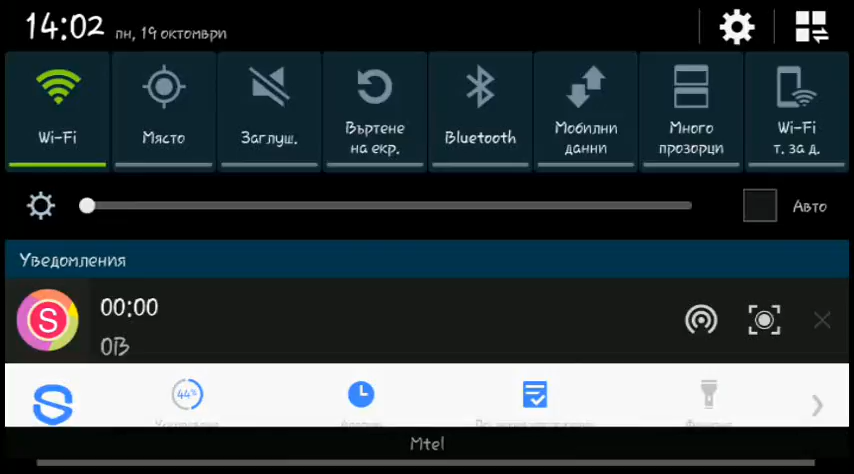 14:02 пн, 19 октомври
Wi-Fi
Място
Заглуш.
Въртене
на екр.
Bluetooth
Мобилни
данни
Много
прозорци
Wi-Fi
т. за д.
Авто
Уведомления
S
00:00
0B
44%
Mtel